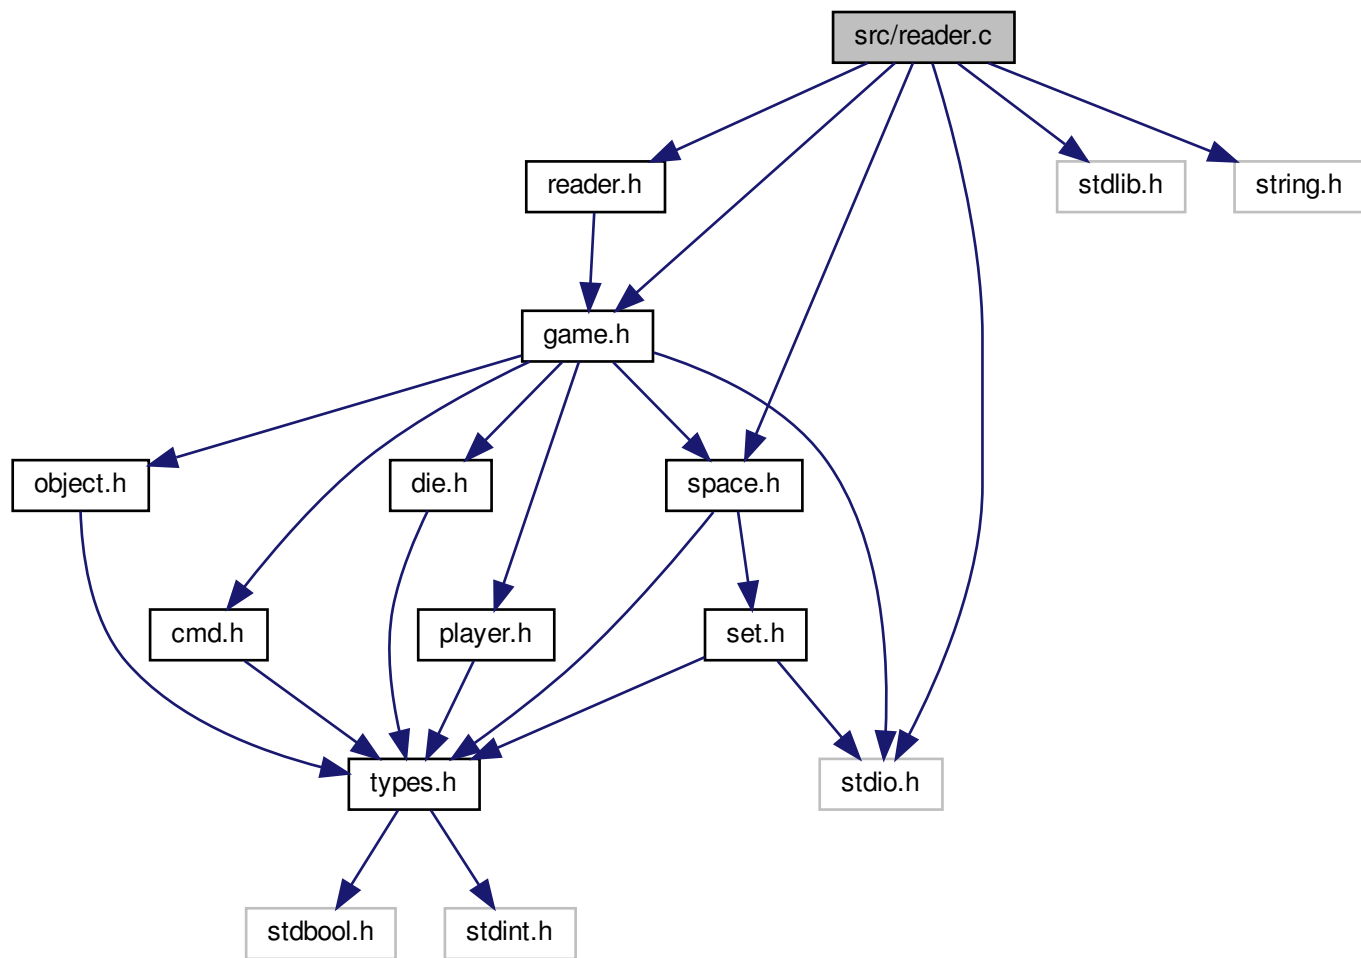 src/reader.c
reader.h
stdlib.h
string.h
game.h
object.h
die.h
space.h
cmd.h
player.h
set.h
types.h
stdio.h
stdbool.h
stdint.h